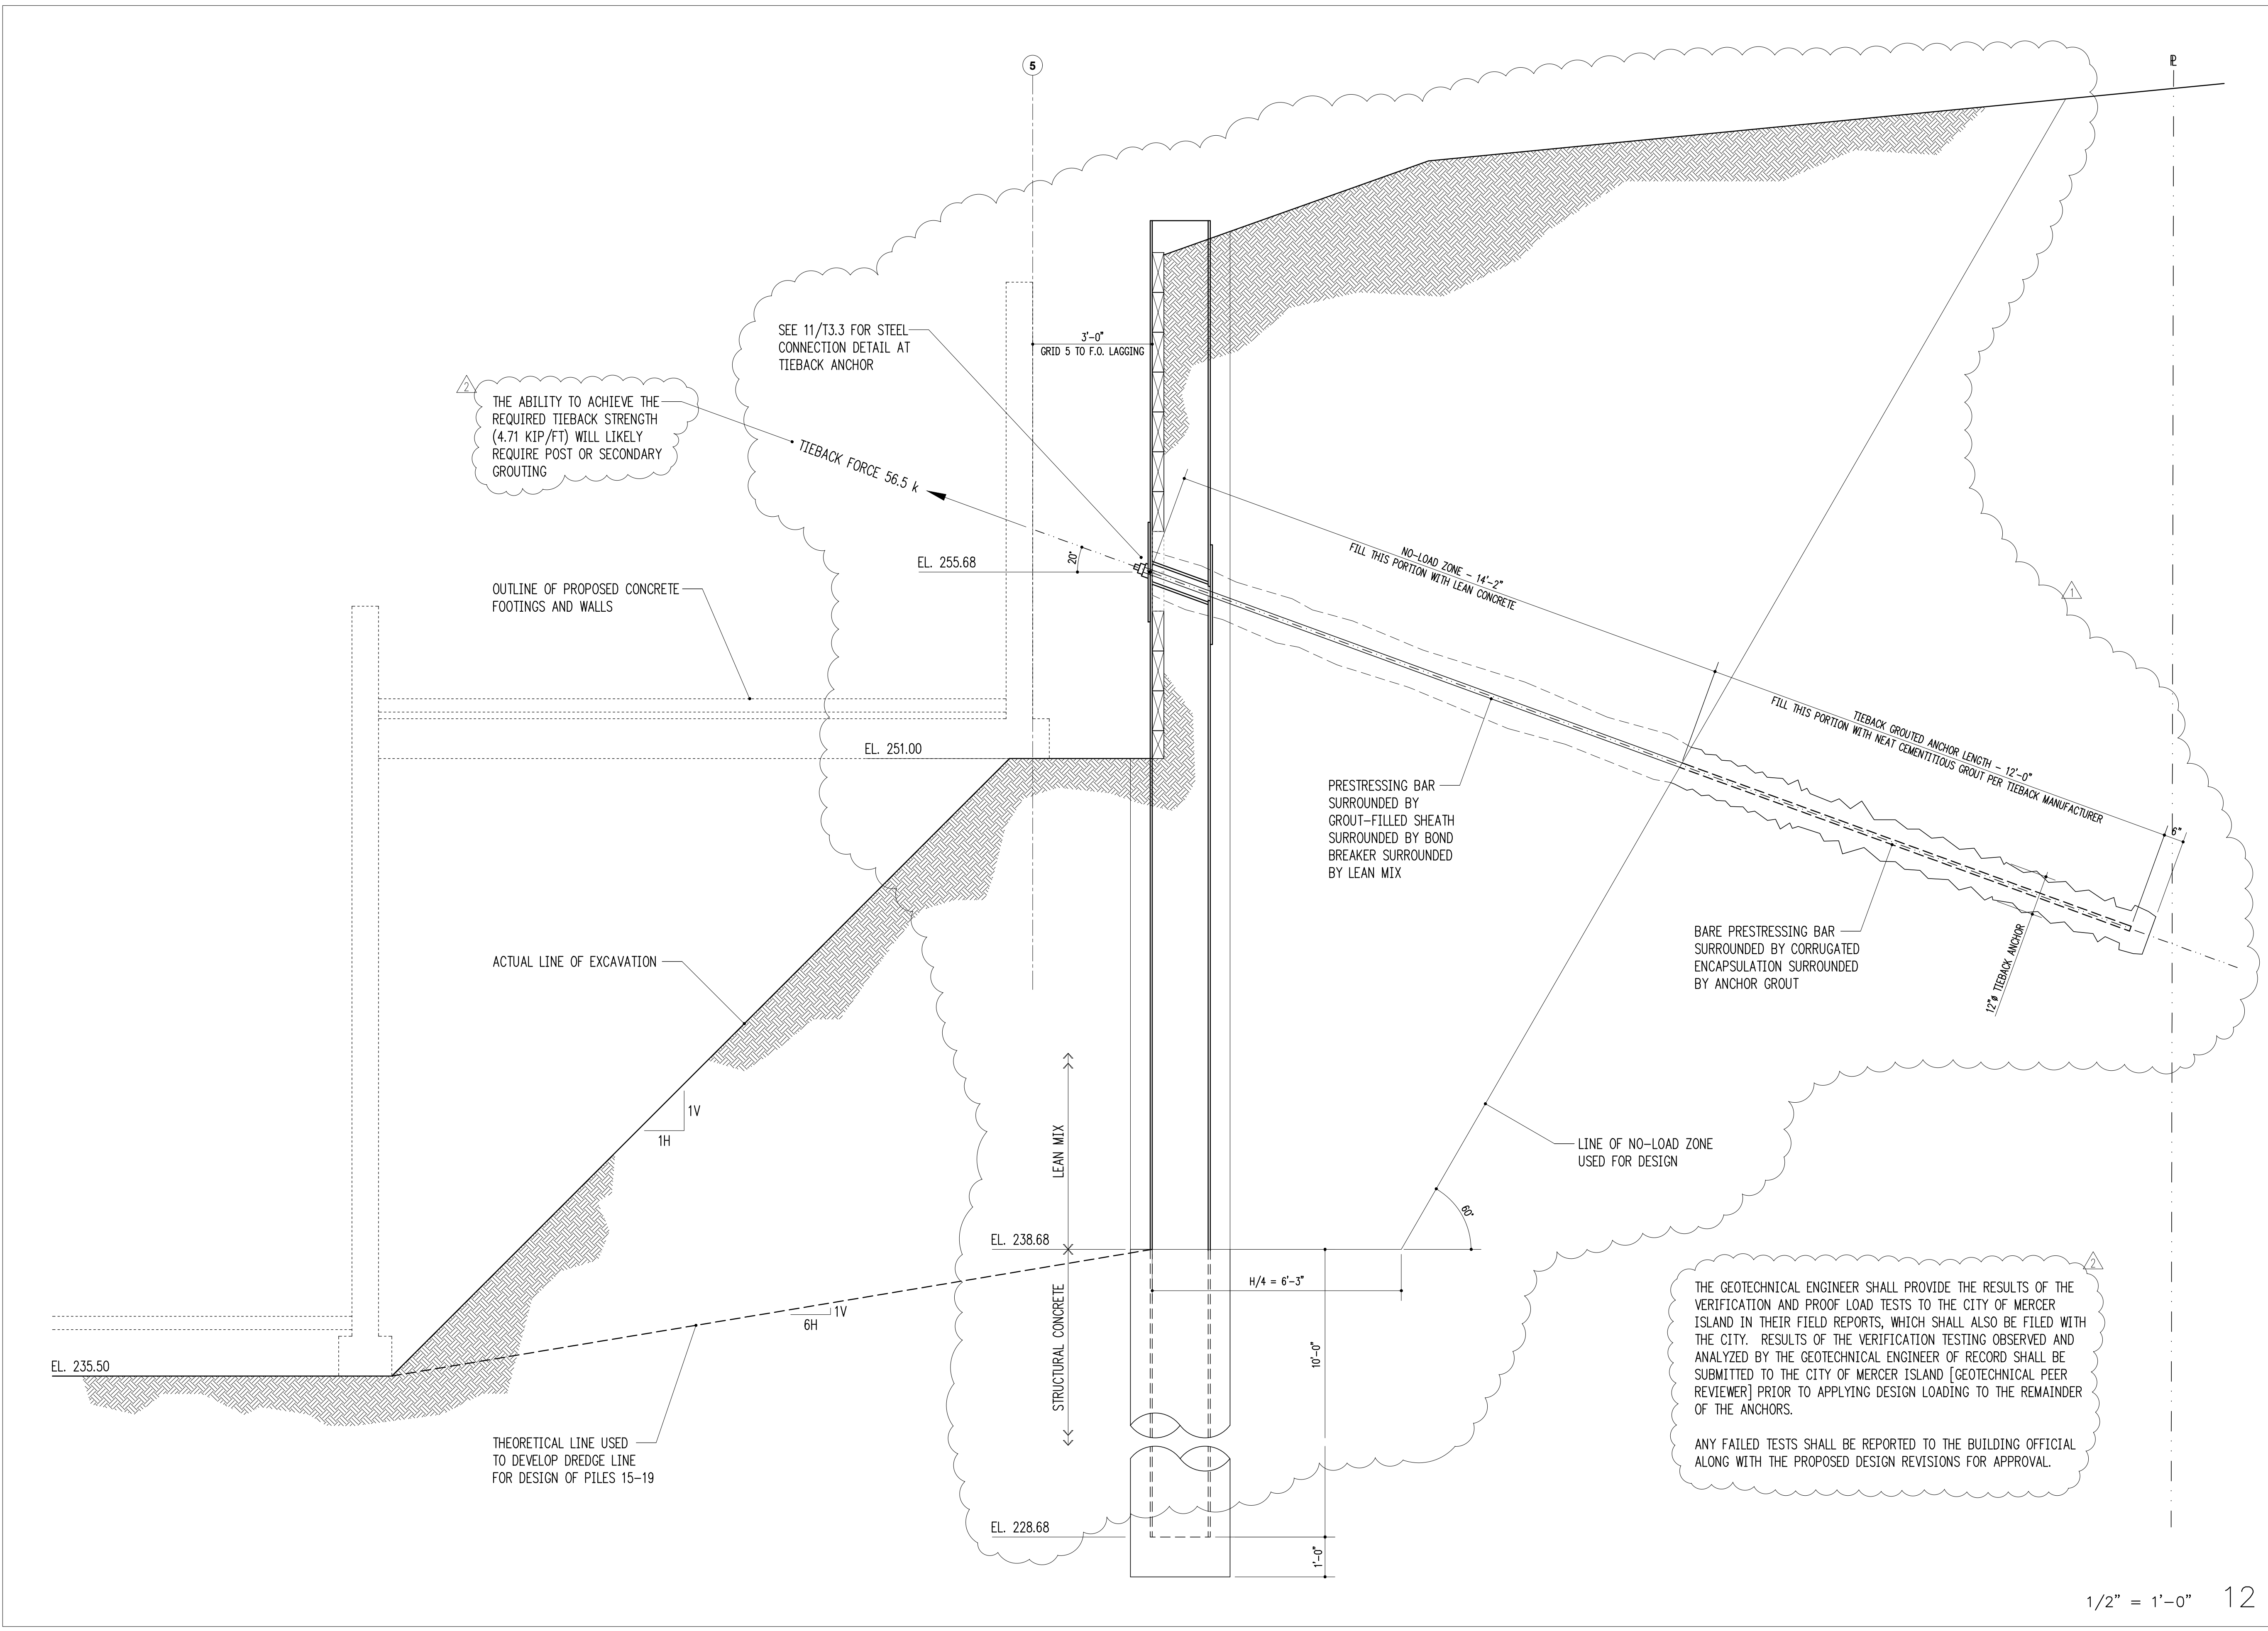 5
PL
SEE 11/T3.3 FOR STEEL
CONNECTION DETAIL AT
TIEBACK ANCHOR
3'-0"
GRID 5 TO F.O. LAGGING
2
THE ABILITY TO ACHIEVE THE
REQUIRED TIEBACK STRENGTH
(4.71 KIP/FT) WILL LIKELY
REQUIRE POST OR SECONDARY
GROUTING
TIEBACK FORCE 56.5 k
20°
EL. 255.68
NO-LOAD ZONE - 14'-2"
FILL THIS PORTION WITH LEAN CONCRETE
1
OUTLINE OF PROPOSED CONCRETE
FOOTINGS AND WALLS
TIEBACK GROUTED ANCHOR LENGTH - 12'-0"
FILL THIS PORTION WITH NEAT CEMENTITIOUS GROUT PER TIEBACK MANUFACTURER
6"
EL. 251.00
PRESTRESSING BAR
SURROUNDED BY
GROUT-FILLED SHEATH
SURROUNDED BY BOND
BREAKER SURROUNDED
BY LEAN MIX
BARE PRESTRESSING BAR
SURROUNDED BY CORRUGATED
ENCAPSULATION SURROUNDED
BY ANCHOR GROUT
12"ø TIEBACK ANCHOR
ACTUAL LINE OF EXCAVATION
1V
1H
LEAN MIX
LINE OF NO-LOAD ZONE
USED FOR DESIGN
60°
EL. 238.68
H/4 = 6'-3"
1V
6H
STRUCTURAL CONCRETE
10'-0"
EL. 235.50
2
THE GEOTECHNICAL ENGINEER SHALL PROVIDE THE RESULTS OF THE
VERIFICATION AND PROOF LOAD TESTS TO THE CITY OF MERCER
ISLAND IN THEIR FIELD REPORTS, WHICH SHALL ALSO BE FILED WITH
THE CITY. RESULTS OF THE VERIFICATION TESTING OBSERVED AND
ANALYZED BY THE GEOTECHNICAL ENGINEER OF RECORD SHALL BE
SUBMITTED TO THE CITY OF MERCER ISLAND [GEOTECHNICAL PEER
REVIEWER] PRIOR TO APPLYING DESIGN LOADING TO THE REMAINDER
OF THE ANCHORS.
ANY FAILED TESTS SHALL BE REPORTED TO THE BUILDING OFFICIAL
ALONG WITH THE PROPOSED DESIGN REVISIONS FOR APPROVAL.
THEORETICAL LINE USED
TO DEVELOP DREDGE LINE
FOR DESIGN OF PILES 15-19
EL. 228.68
1'-0"
1/2" = 1'-0" 12